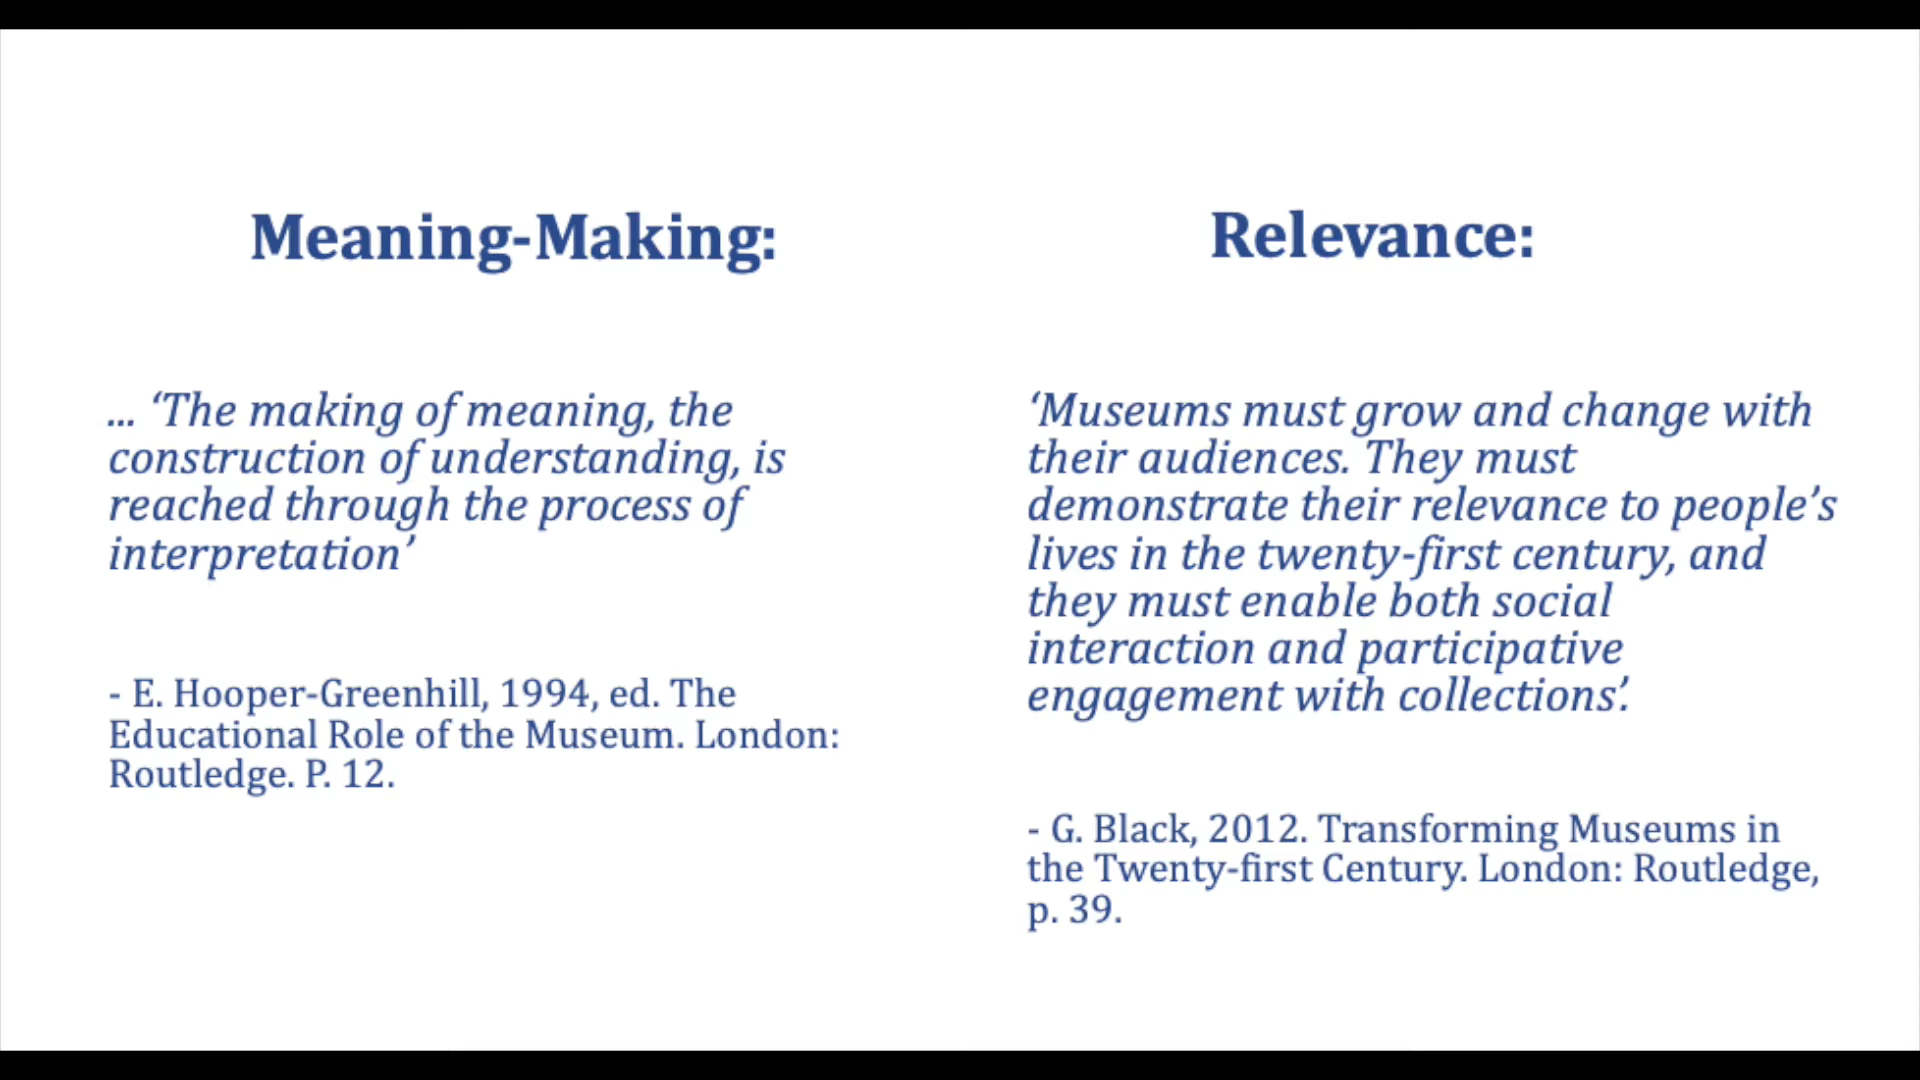 Meaning-Making:
... ‘The making of meaning, the
construction of understanding, is
reached through the process of
interpretation’
- E. Hooper-Greenhill, 1994, ed. The
Educational Role of the Museum. London:
Routledge. P. 12.
Relevance:
‘Museums must grow and change with
their audiences. They must
demonstrate their relevance to people’s
lives in the twenty-first century, and
they must enable both social
interaction and participative
engagement with collections’.
- G. Black, 2012. Transforming Museums in
the Twenty-first Century. London: Routledge,
p. 39.